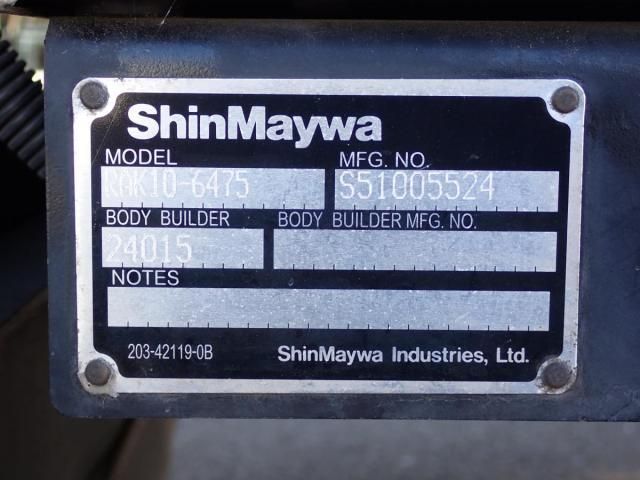 ShinMaywa
MODEL MFG. NO.
RAK10-6475 S51005524
BODY BUILDER BODY BUILDER MFG. NO.
24015
NOTES
203-42119-0B ShinMaywa Industries, Ltd.